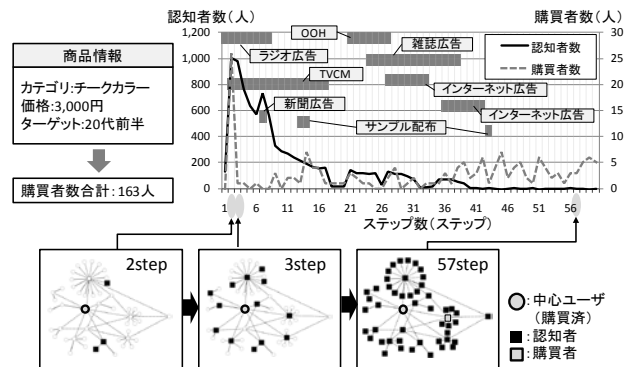 認知者数(人)
購買者数(人)
OOH
ラジオ広告
雑誌広告
TVCM
新聞広告
インターネット広告
インターネット広告
サンプル配布
認知者数
購買者数
1,200
1,000
800
600
400
200
0
30
25
20
15
10
5
0
1 6 11 16 21 26 31 36 41 46 51 56
ステップ数(ステップ)
商品情報
カテゴリ:チークカラー
価格:3,000円
ターゲット:20代前半
購買者数合計:163人
2step
3step
57step
:中心ユーザ
(購買済)
:認知者
:購買者